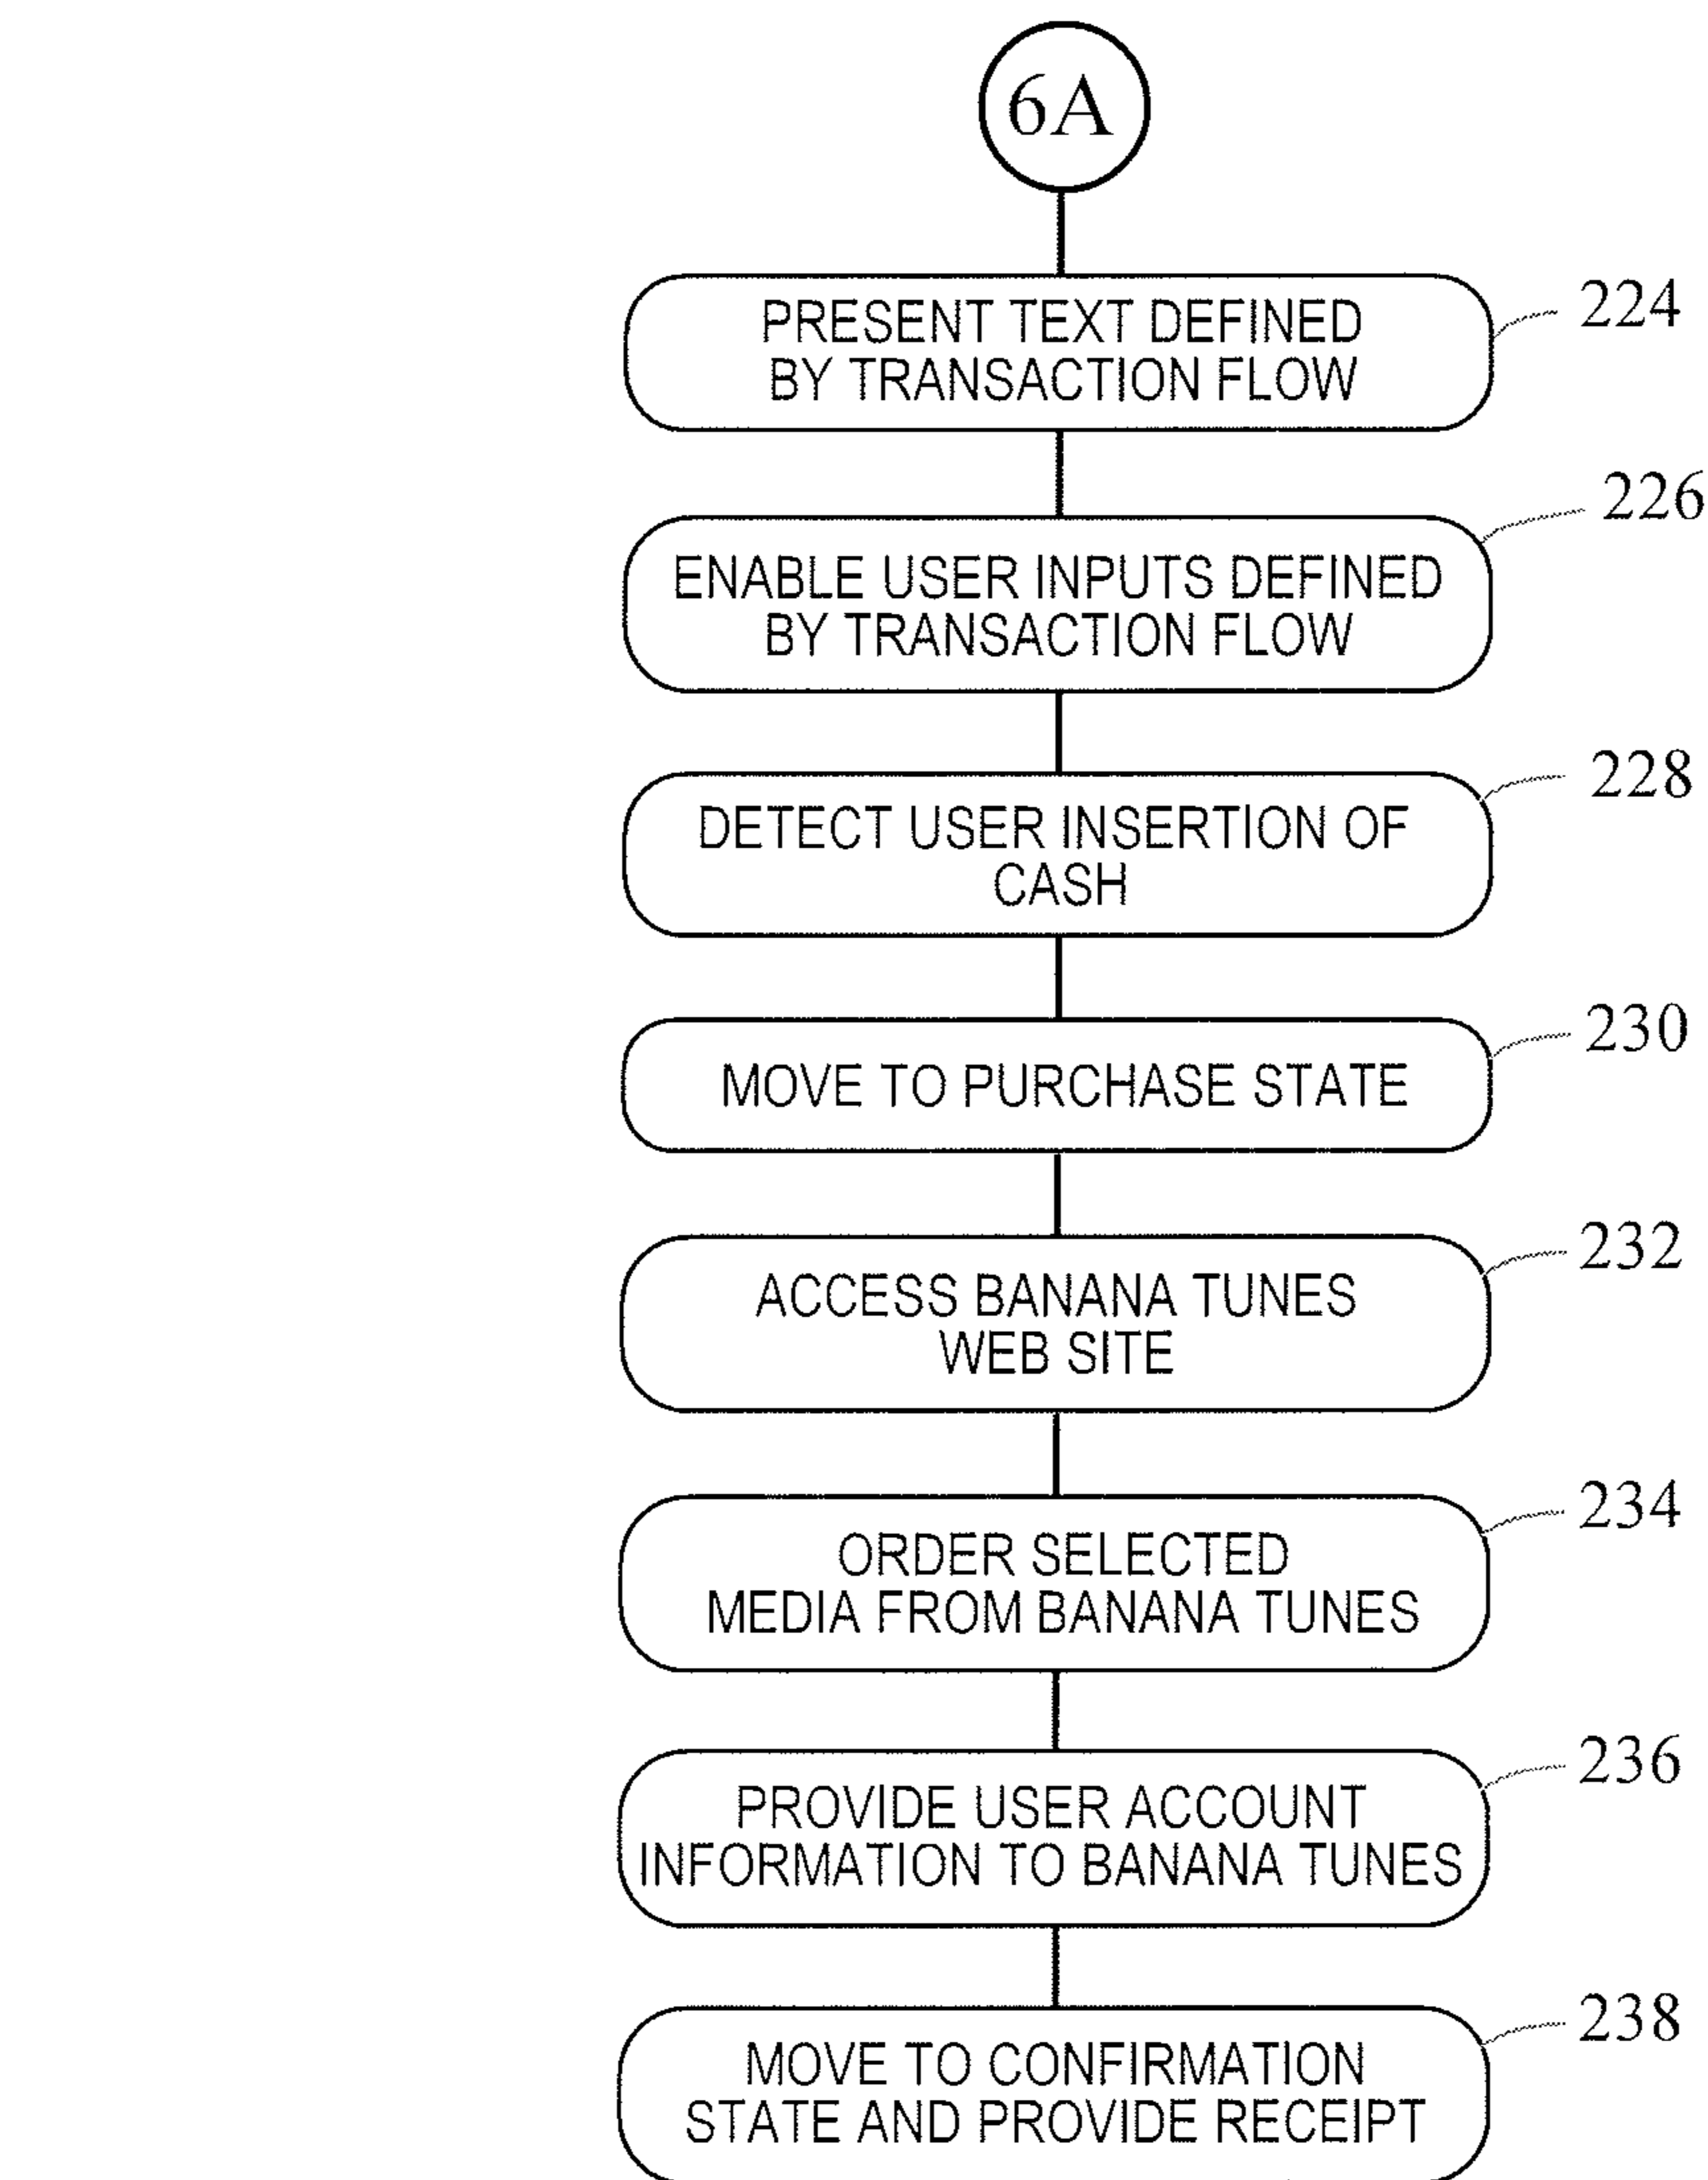 6A
PRESENT TEXT DEFINED
BY TRANSACTION FLOW
224
ENABLE USER INPUTS DEFINED
BY TRANSACTION FLOW
226
DETECT USER INSERTION OF
CASH
228
MOVE TO PURCHASE STATE
230
ACCESS BANANA TUNES
WEB SITE
232
ORDER SELECTED
MEDIA FROM BANANA TUNES
234
PROVIDE USER ACCOUNT
INFORMATION TO BANANA TUNES
236
MOVE TO CONFIRMATION
STATE AND PROVIDE RECEIPT
238